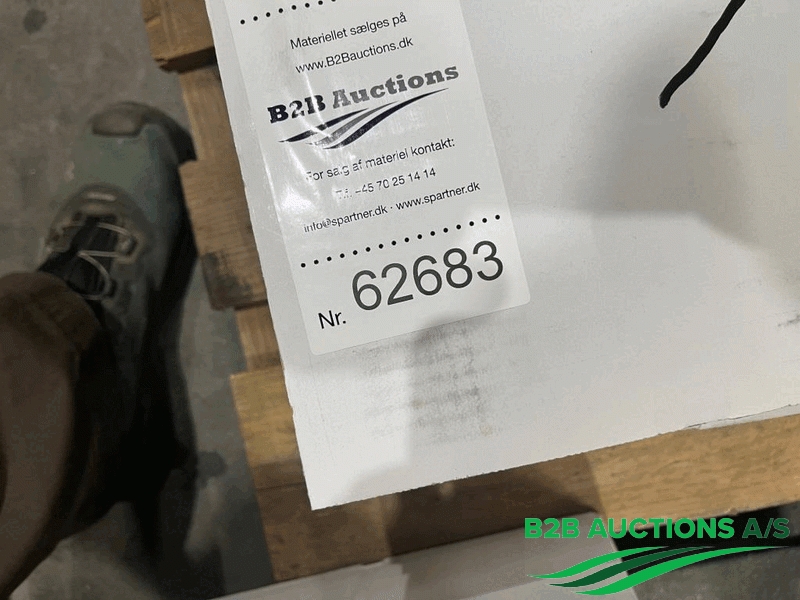 Materiellet sælges på
www.B2Bauctions.dk
B2B Auctions
For salg af materiel kontakt:
Tlf. +45 70 25 14 14
info@spartner.dk · www.spartner.dk
Nr. 62683
B2B AUCTIONS A/S